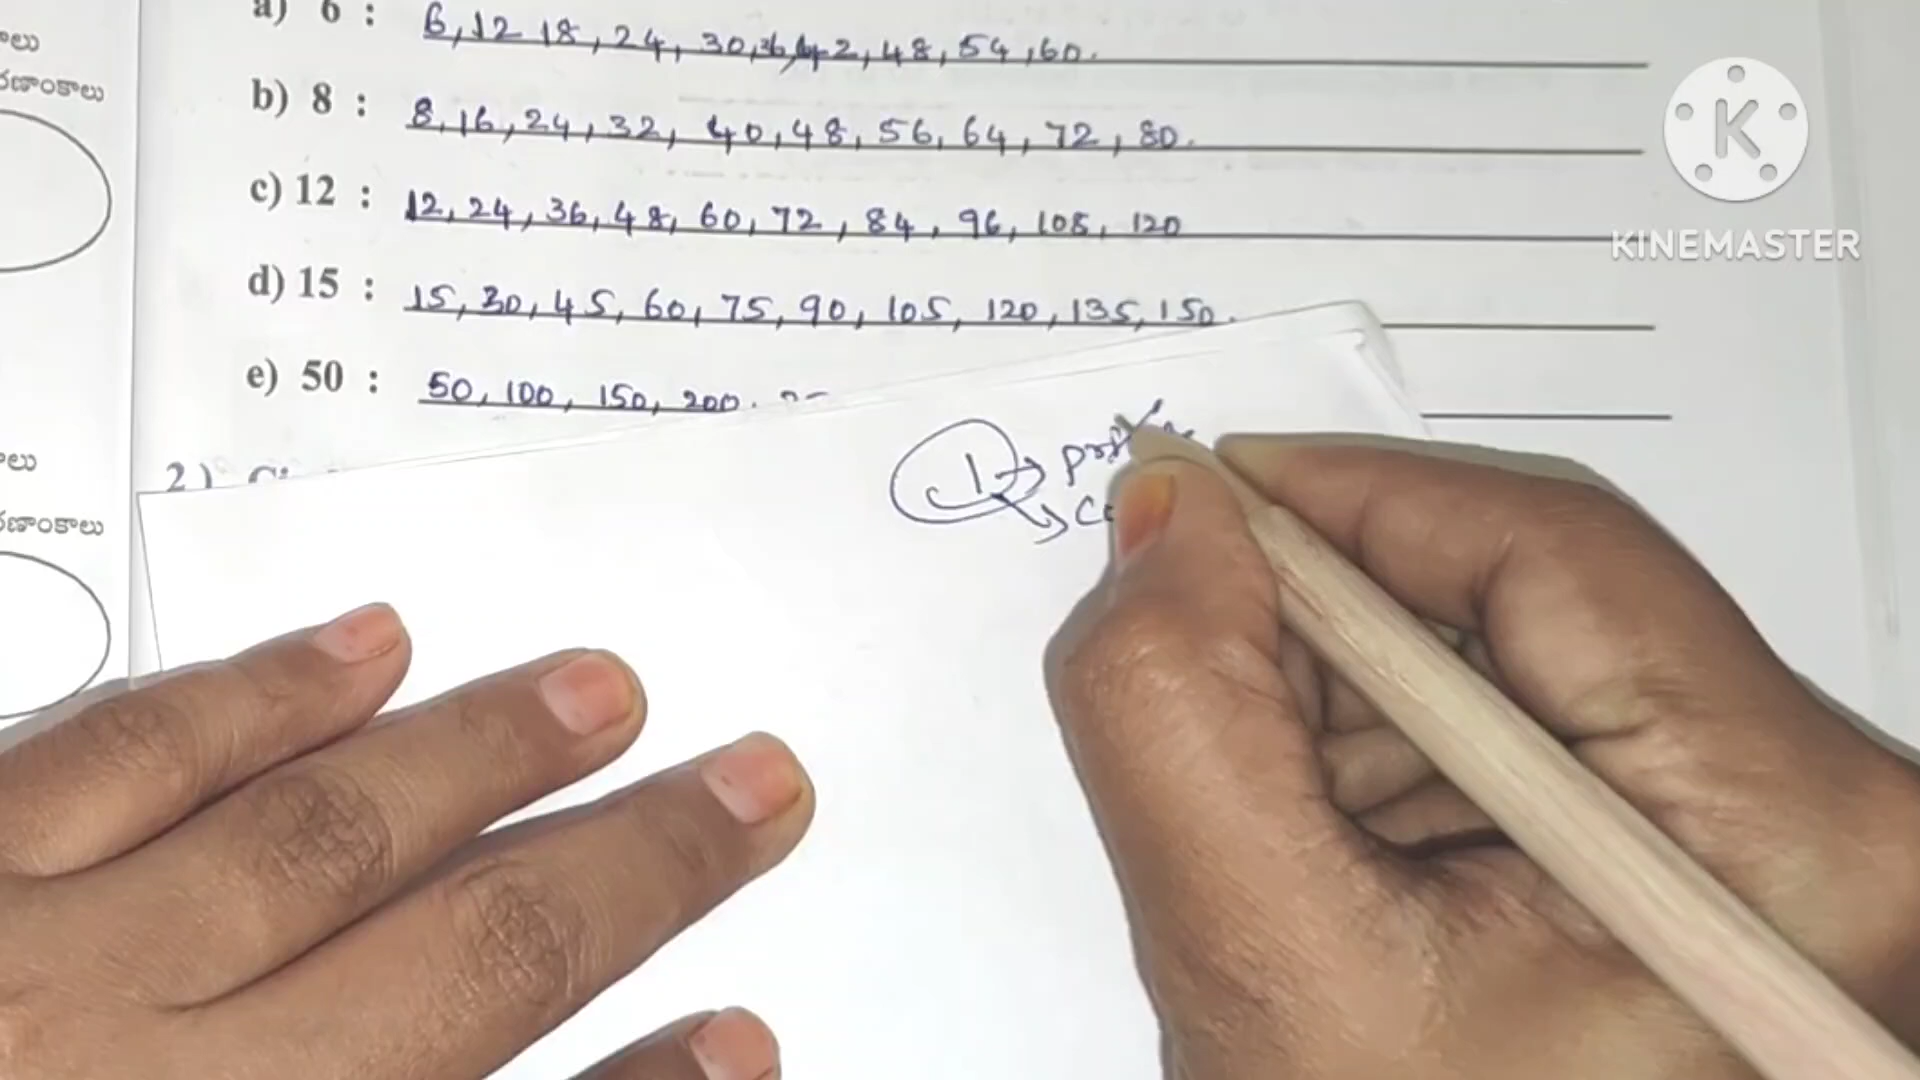 ాలు
రణాంకాలు
a) 6 : 6, 12 18, 24, 30, 36, 42, 48, 54, 60.
b) 8 : 8, 16, 24, 32, 40, 48, 56, 64, 72, 80.
c) 12 : 12, 24, 36, 48, 60, 72, 84, 96, 108, 120
d) 15 : 15, 30, 45, 60, 75, 90, 105, 120, 135, 150.
e) 50 : 50, 100, 150, 200.
2)
ాలు
రణాంకాలు
1
K
KINEMASTER